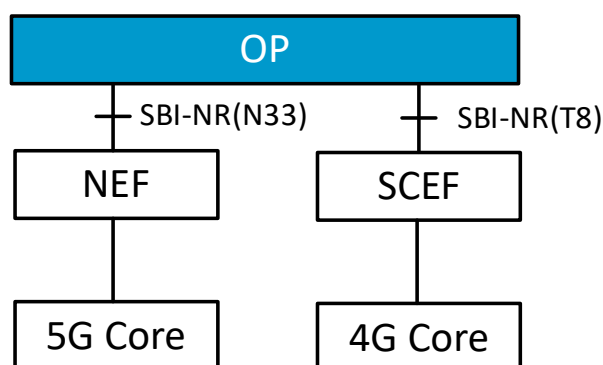 OP
SBI-NR(N33)
SBI-NR(T8)
NEF
SCEF
5G Core
4G Core